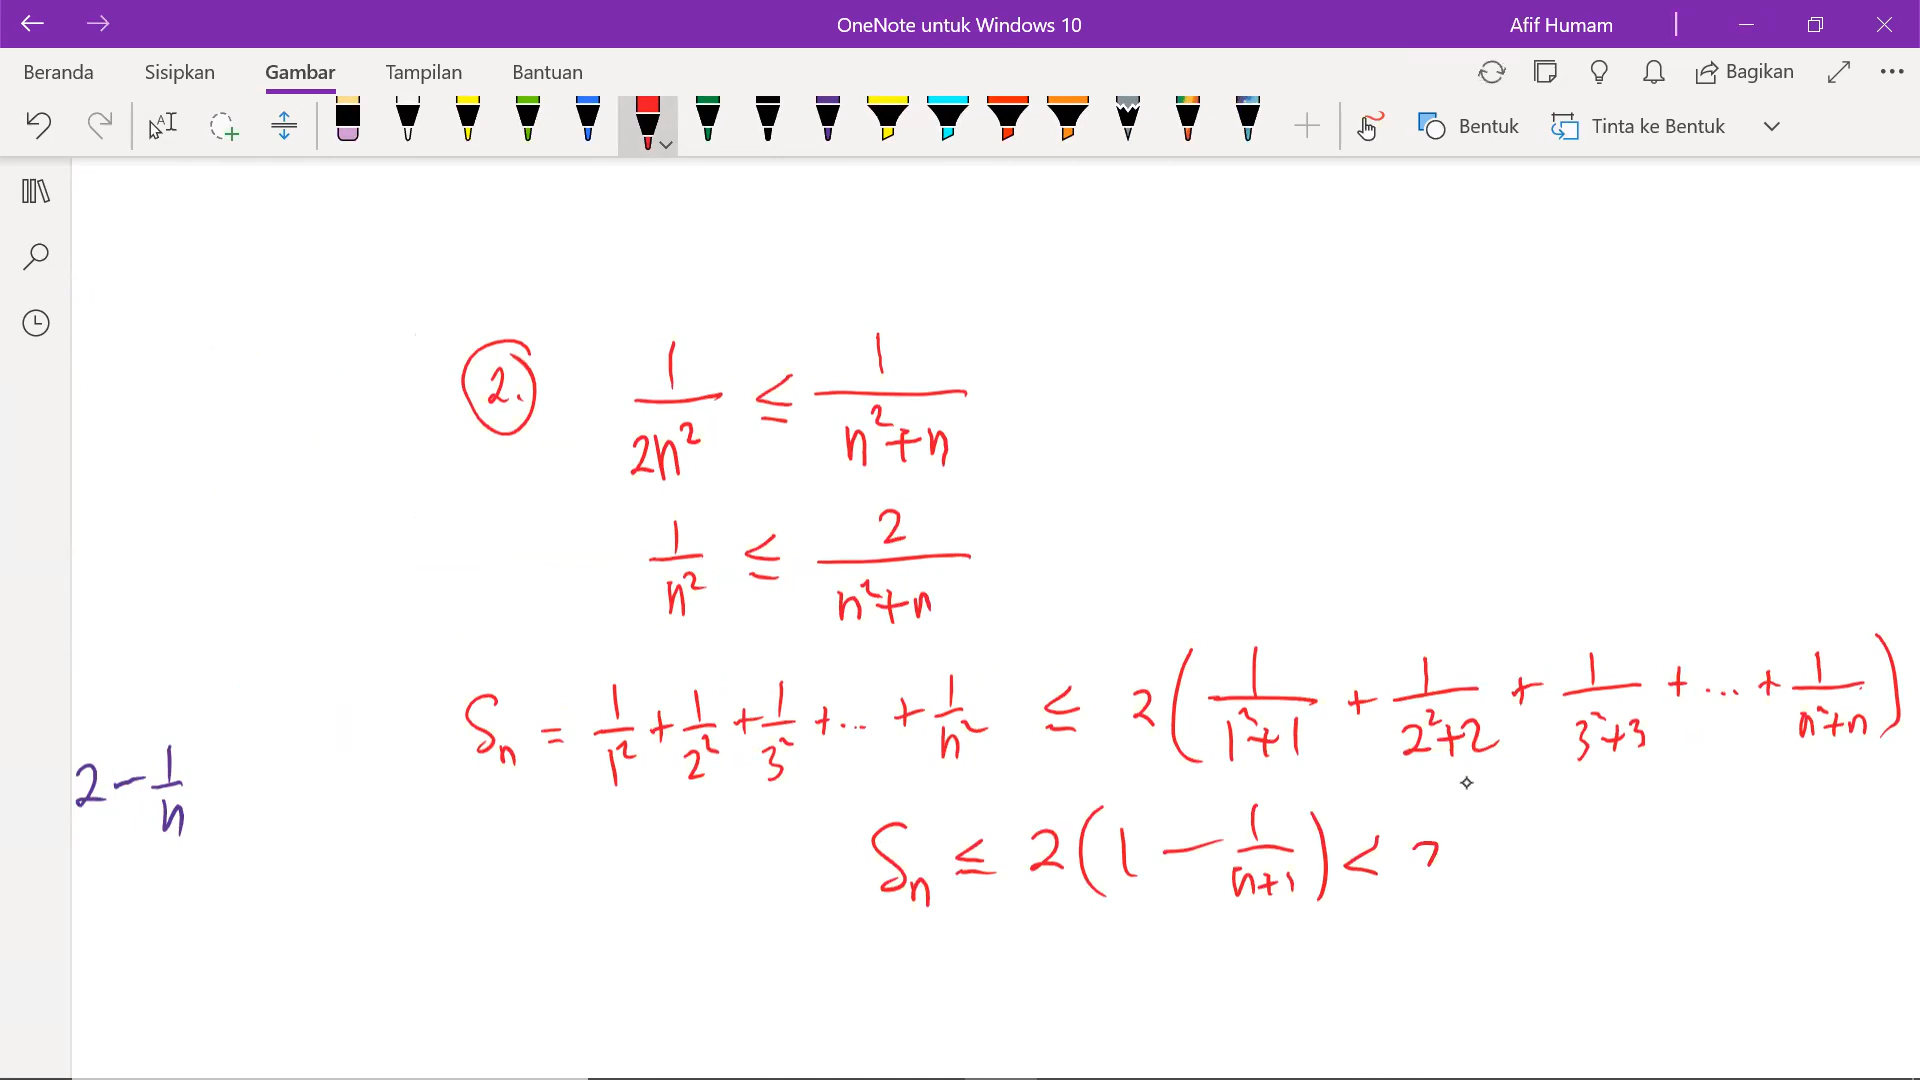 OneNote untuk Windows 10
Afif Humam
Beranda Sisipkan Gambar Tampilan Bantuan Bagikan
Bentuk Tinta ke Bentuk
2. 1/(2n²) ≤ 1/(n²+n)
1/n² ≤ 2/(n²+n)
Sₙ = 1/1² + 1/2² + 1/3² + ... + 1/n² ≤ 2(1/(1²+1) + 1/(2²+2) + 1/(3²+3) + ... + 1/(n²+n))
2 - 1/n
Sₙ ≤ 2(1 - 1/(n+1)) <